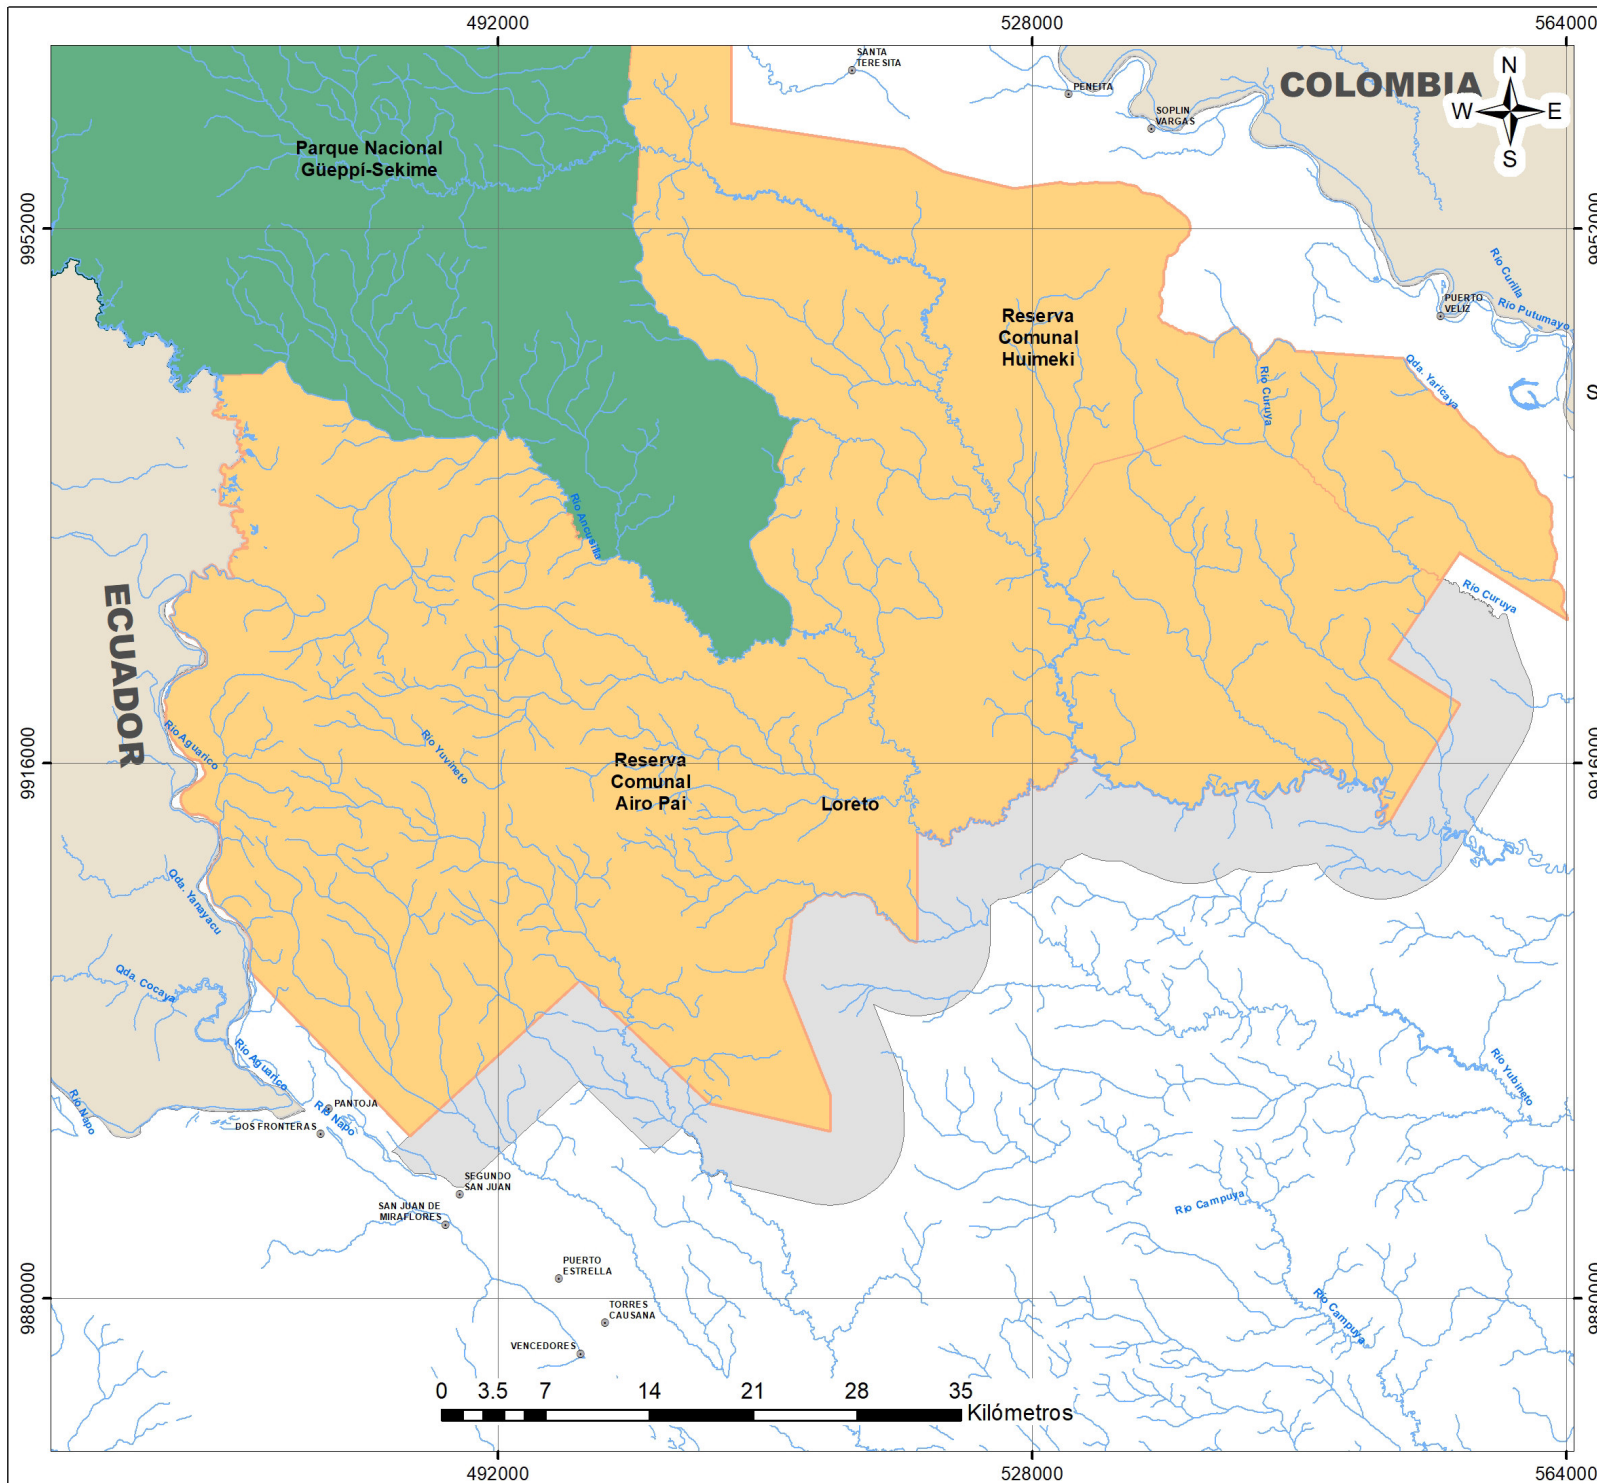 492000
528000
564000
SANTA
TERESITA
PENEITA
COLOMBIA
N
W
E
S
SOPLIN
VARGAS
Parque Nacional
Güeppí-Sekime
9952000
9952000
Río Curilla
Río Putumayo
PUERTO
VELIZ
Reserva
Comunal
Huimeki
Qda. Yaricaya
Río Curuya
S
Río Ancusilla
ECUADOR
Río Curuya
Río Aguarico
Río Yuvineto
9916000
9916000
Reserva
Comunal
Airo Pai
Loreto
Qda. Yanayacu
Qda. Cocaya
Río Aguarico
Río Yubineto
Río Napo
PANTOJA
Río Napo
DOS FRONTERAS
SEGUNDO
SAN JUAN
SAN JUAN DE
MIRAFLORES
Río Campuya
PUERTO
ESTRELLA
9880000
9880000
TORRES
CAUSANA
Río Campuya
VENCEDORES
0 3.5 7 14 21 28 35
Kilómetros
492000
528000
564000